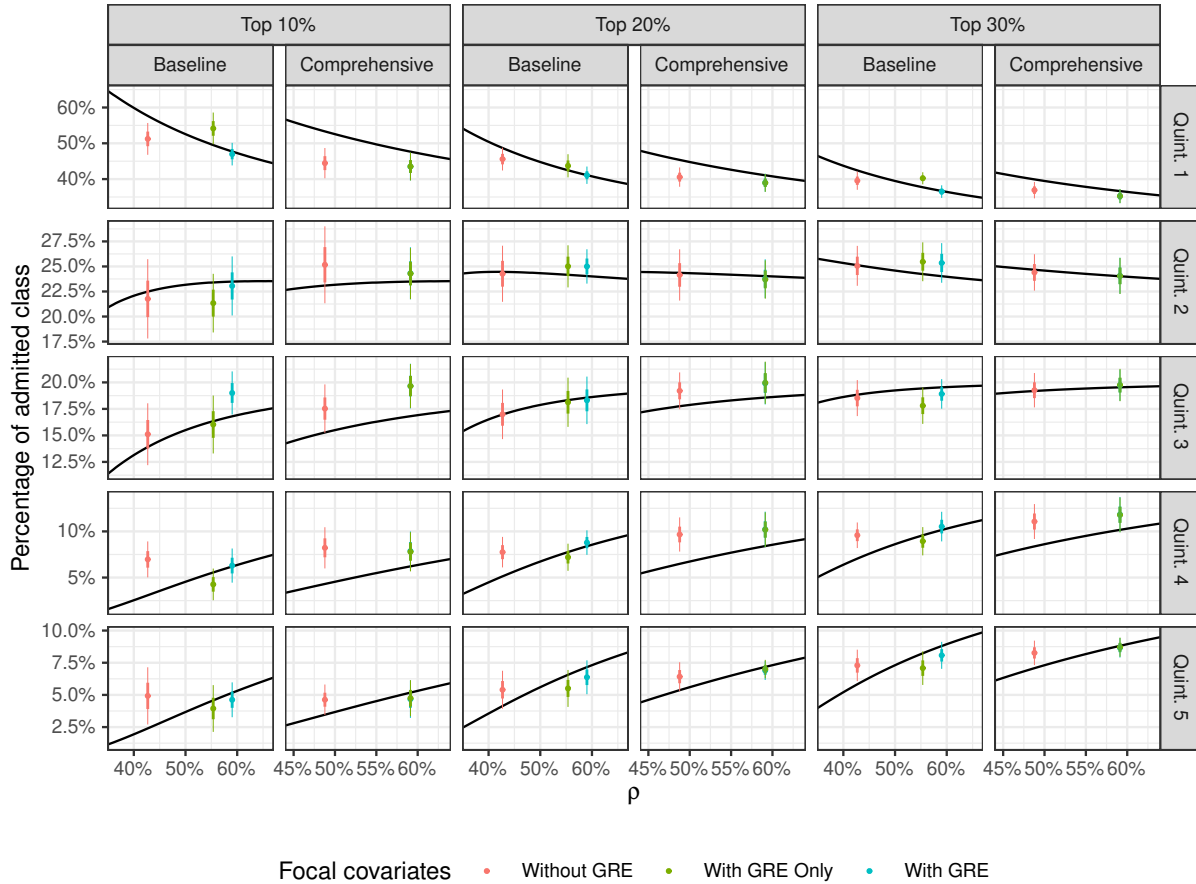 Top 10% Top 20% Top 30%
Baseline Comprehensive Baseline Comprehensive Baseline Comprehensive
60%
50%
40%
Quint. 1
27.5%
25.0%
22.5%
20.0%
17.5%
Quint. 2
20.0%
17.5%
15.0%
12.5%
Quint. 3
10%
5%
Quint. 4
10.0%
7.5%
5.0%
2.5%
Quint. 5
Percentage of admitted class
40% 50% 60% 45% 50% 55% 60% 40% 50% 60% 45% 50% 55% 60% 40% 50% 60% 45% 50% 55% 60%
ρ
Focal covariates Without GRE With GRE Only With GRE